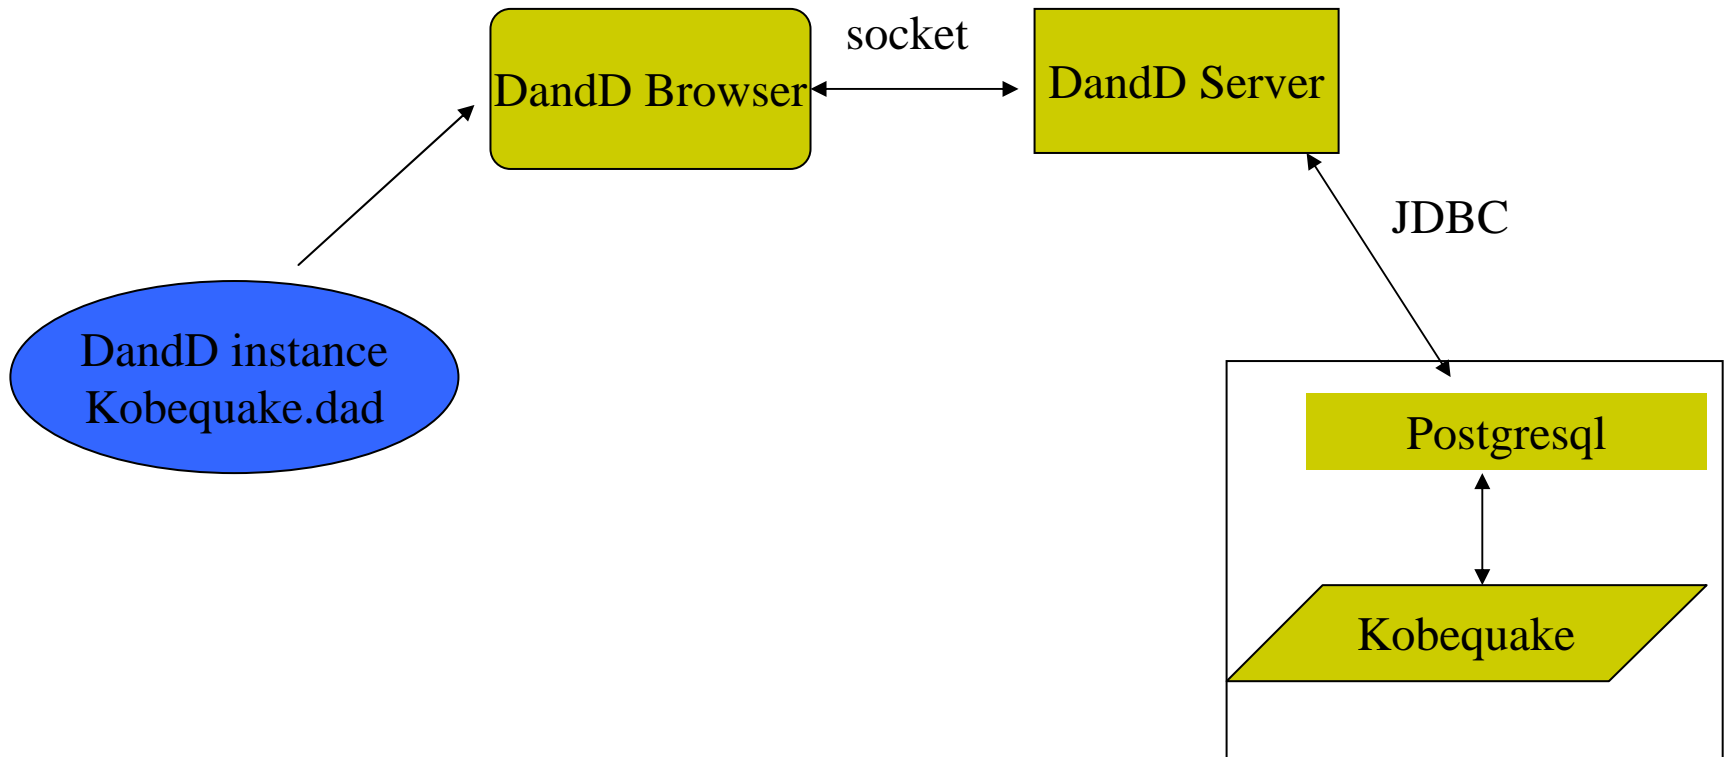 socket
DandD Browser
DandD Server
JDBC
DandD instance
Kobequake.dad
Postgresql
Kobequake